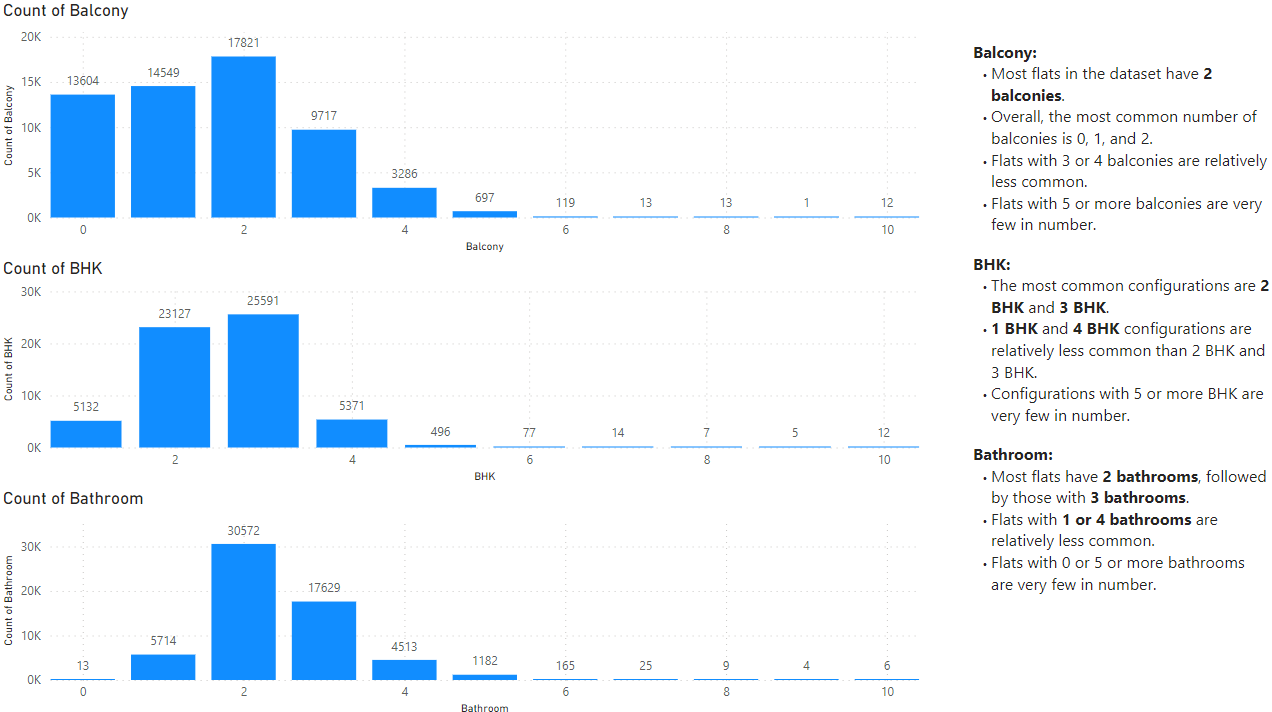 Count of Balcony
20K
15K
10K
5K
0K
Count of Balcony
13604
14549
17821
9717
3286
697
119
13
13
1
12
0
2
4
6
8
10
Balcony
Count of BHK
30K
20K
10K
0K
Count of BHK
5132
23127
25591
5371
496
77
14
7
5
12
2
4
6
8
10
BHK
Count of Bathroom
30K
20K
10K
0K
Count of Bathroom
13
5714
30572
17629
4513
1182
165
25
9
4
6
0
2
4
6
8
10
Bathroom
Balcony:
• Most flats in the dataset have 2
balconies.
• Overall, the most common number of
balconies is 0, 1, and 2.
• Flats with 3 or 4 balconies are relatively
less common.
• Flats with 5 or more balconies are very
few in number.
BHK:
• The most common configurations are 2
BHK and 3 BHK.
• 1 BHK and 4 BHK configurations are
relatively less common than 2 BHK and
3 BHK.
• Configurations with 5 or more BHK are
very few in number.
Bathroom:
• Most flats have 2 bathrooms, followed
by those with 3 bathrooms.
• Flats with 1 or 4 bathrooms are
relatively less common.
• Flats with 0 or 5 or more bathrooms
are very few in number.